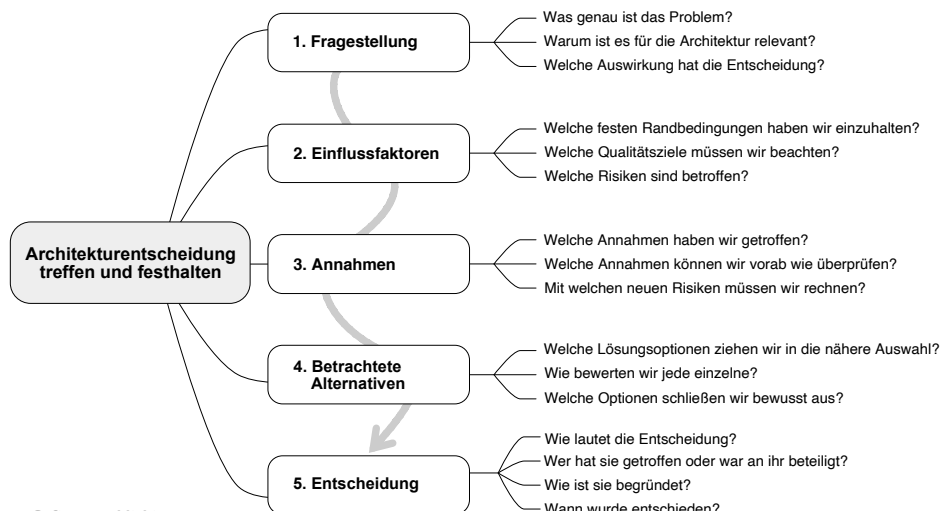 Was genau ist das Problem?
1. Fragestellung
Warum ist es für die Architektur relevant?
Welche Auswirkung hat die Entscheidung?
Welche festen Randbedingungen haben wir einzuhalten?
2. Einflussfaktoren
Welche Qualitätsziele müssen wir beachten?
Welche Risiken sind betroffen?
Architekturentscheidung
treffen und festhalten
Welche Annahmen haben wir getroffen?
3. Annahmen
Welche Annahmen können wir vorab wie überprüfen?
Mit welchen neuen Risiken müssen wir rechnen?
Welche Lösungsoptionen ziehen wir in die nähere Auswahl?
4. Betrachtete
Alternativen
Wie bewerten wir jede einzelne?
Welche Optionen schließen wir bewusst aus?
Wie lautet die Entscheidung?
Wer hat sie getroffen oder war an ihr beteiligt?
5. Entscheidung
Wie ist sie begründet?
Wann wurde entschieden?